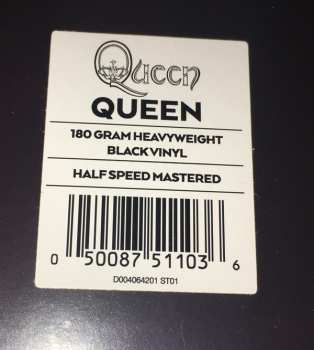 Queen
QUEEN
180 GRAM HEAVYWEIGHT
BLACK VINYL
HALF SPEED MASTERED
0 50087 51103 6
D004064201 ST01